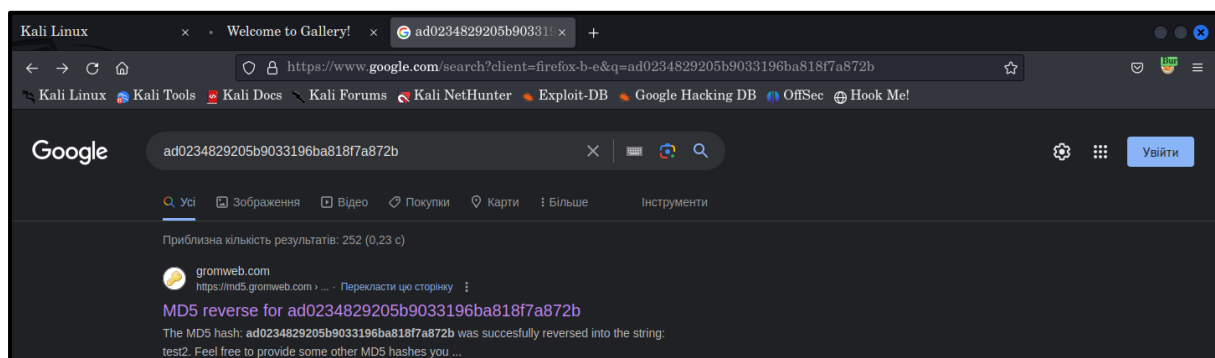 Kali Linux × Welcome to Gallery! × ad0234829205b903319 × +
https://www.google.com/search?client=firefox-b-e&q=ad0234829205b9033196ba818f7a872b Bur
Kali Linux Kali Tools Kali Docs Kali Forums Kali NetHunter Exploit-DB Google Hacking DB OffSec Hook Me!
Google ad0234829205b9033196ba818f7a872b Увійти
Усі Зображення Відео Покупки Карти Більше Інструменти
Приблизна кількість результатів: 252 (0,23 с)
gromweb.com
https://md5.gromweb.com › ... · Перекласти цю сторінку
MD5 reverse for ad0234829205b9033196ba818f7a872b
The MD5 hash: ad0234829205b9033196ba818f7a872b was succesfully reversed into the string:
test2. Feel free to provide some other MD5 hashes you ...